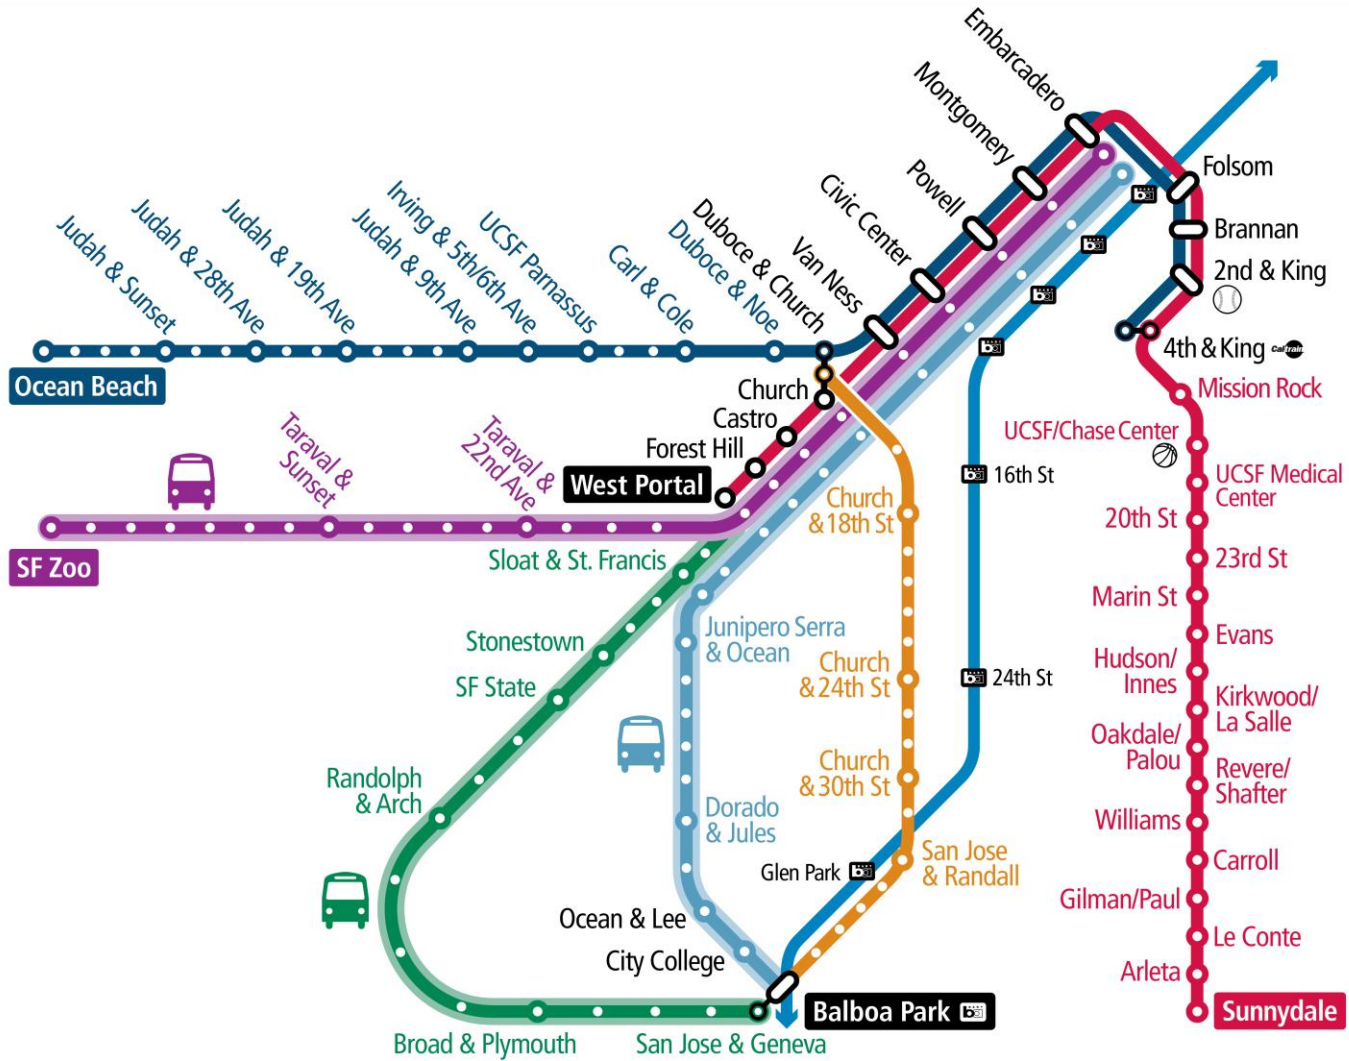 Embarcadero
Montgomery
Powell
Civic Center
Van Ness
Duboce & Church
Duboce & Noe
Carl & Cole
UCSF Parnassus
Irving & 5th/6th Ave
Judah & 9th Ave
Judah & 19th Ave
Judah & 28th Ave
Judah & Sunset
Ocean Beach
Folsom
Brannan
2nd & King
4th & King
Caltrain
Mission Rock
UCSF/Chase Center
UCSF Medical
Center
20th St
23rd St
Marin St
Evans
Hudson/
Innes
Kirkwood/
La Salle
Oakdale/
Palou
Revere/
Shafter
Williams
Carroll
Gilman/Paul
Le Conte
Arleta
Sunnydale
Church
Castro
Forest Hill
West Portal
Taraval &
Sunset
Taraval &
22nd Ave
SF Zoo
Sloat & St. Francis
Stonestown
SF State
Randolph
& Arch
Broad & Plymouth
San Jose & Geneva
Junipero Serra
& Ocean
Dorado
& Jules
Ocean & Lee
City College
Balboa Park
Church
& 18th St
Church
& 24th St
Church
& 30th St
San Jose
& Randall
16th St
24th St
Glen Park